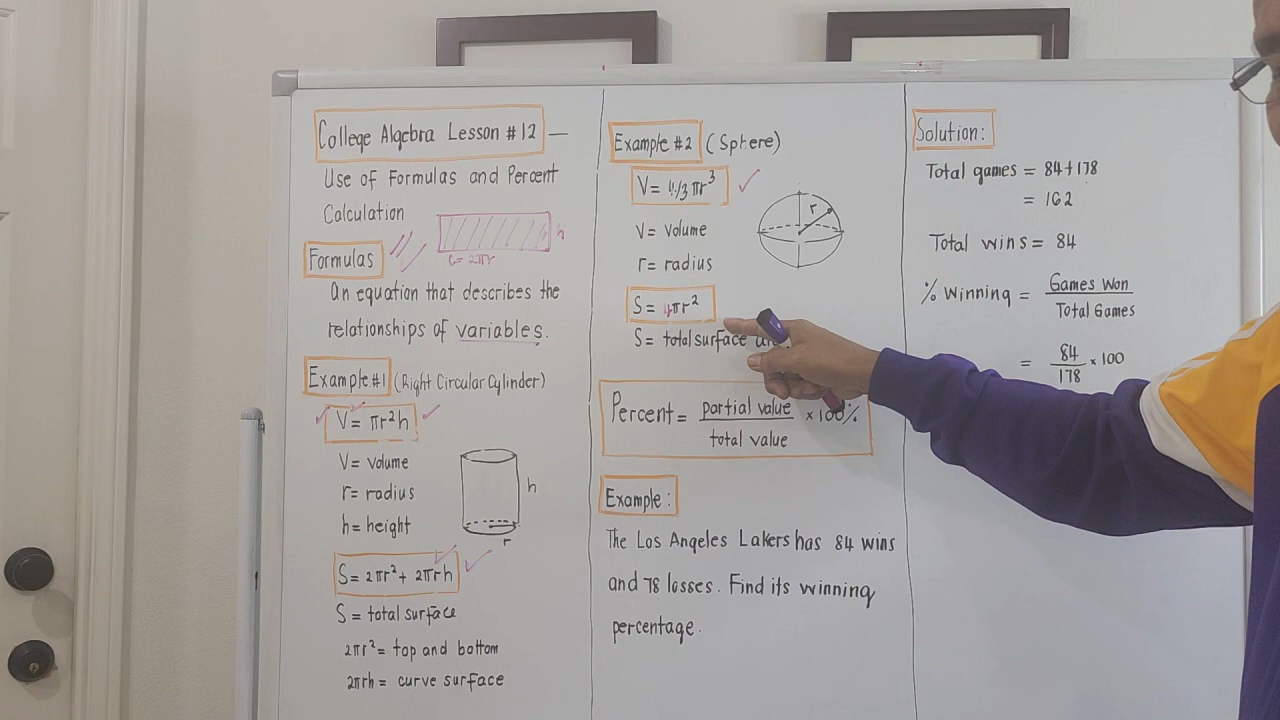 College Algebra Lesson #12 —
Use of Formulas and Percent
Calculation
h
C = 2πr
Formulas
An equation that describes the
relationships of variables.
Example #1 (Right Circular Cylinder)
V = πr²h
V = volume
r = radius
h = height
h
r
S = 2πr² + 2πrh
S = total surface
2πr² = top and bottom
2πrh = curve surface
Example #2 (Sphere)
V = 4/3 πr³
V = volume
r = radius
r
S = 4πr²
S = total surface
Percent = partial value / total value × 100%
Example:
The Los Angeles Lakers has 84 wins
and 78 losses. Find its winning
percentage.
Solution:
Total games = 84+178
= 162
Total wins = 84
% Winning = Games Won / Total Games
= 84 / 178 × 100